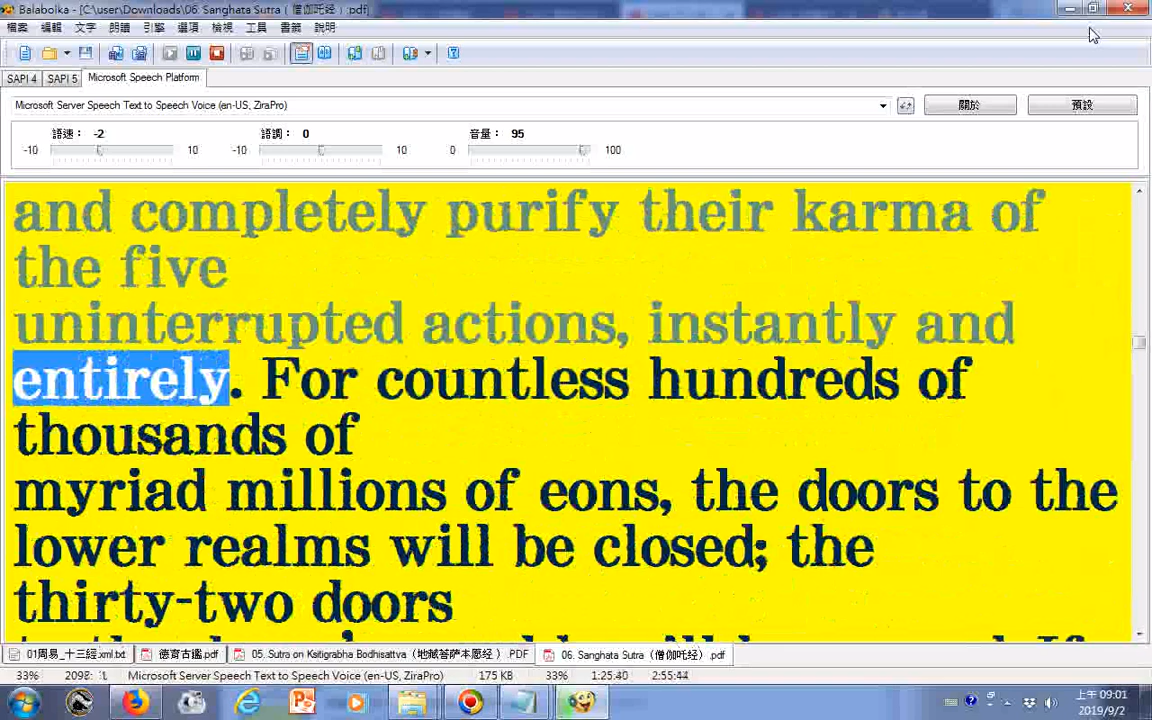 Balabolka - [C:\user\Downloads\06. Sanghata Sutra（僧伽吒经）.pdf]
檔案 編輯 文字 朗讀 引擎 選項 檢視 工具 書籤 說明
SAPI 4 SAPI 5 Microsoft Speech Platform
Microsoft Server Speech Text to Speech Voice (en-US, ZiraPro) 關於 預設
語速： -2 語調： 0 音量： 95
-10 10 -10 10 0 100
and completely purify their karma of
the five
uninterrupted actions, instantly and
entirely. For countless hundreds of
thousands of
myriad millions of eons, the doors to the
lower realms will be closed; the
thirty-two doors
01周易_十三經.xml.txt 德育古鑑.pdf 05. Sutra on Ksitigrabha Bodhisattva（地藏菩萨本愿经）.PDF 06. Sanghata Sutra（僧伽吒经）.pdf
33% Microsoft Server Speech Text to Speech Voice (en-US, ZiraPro) 175 KB 33% 1:25:40 2:55:44
上午 09:01
2019/9/2